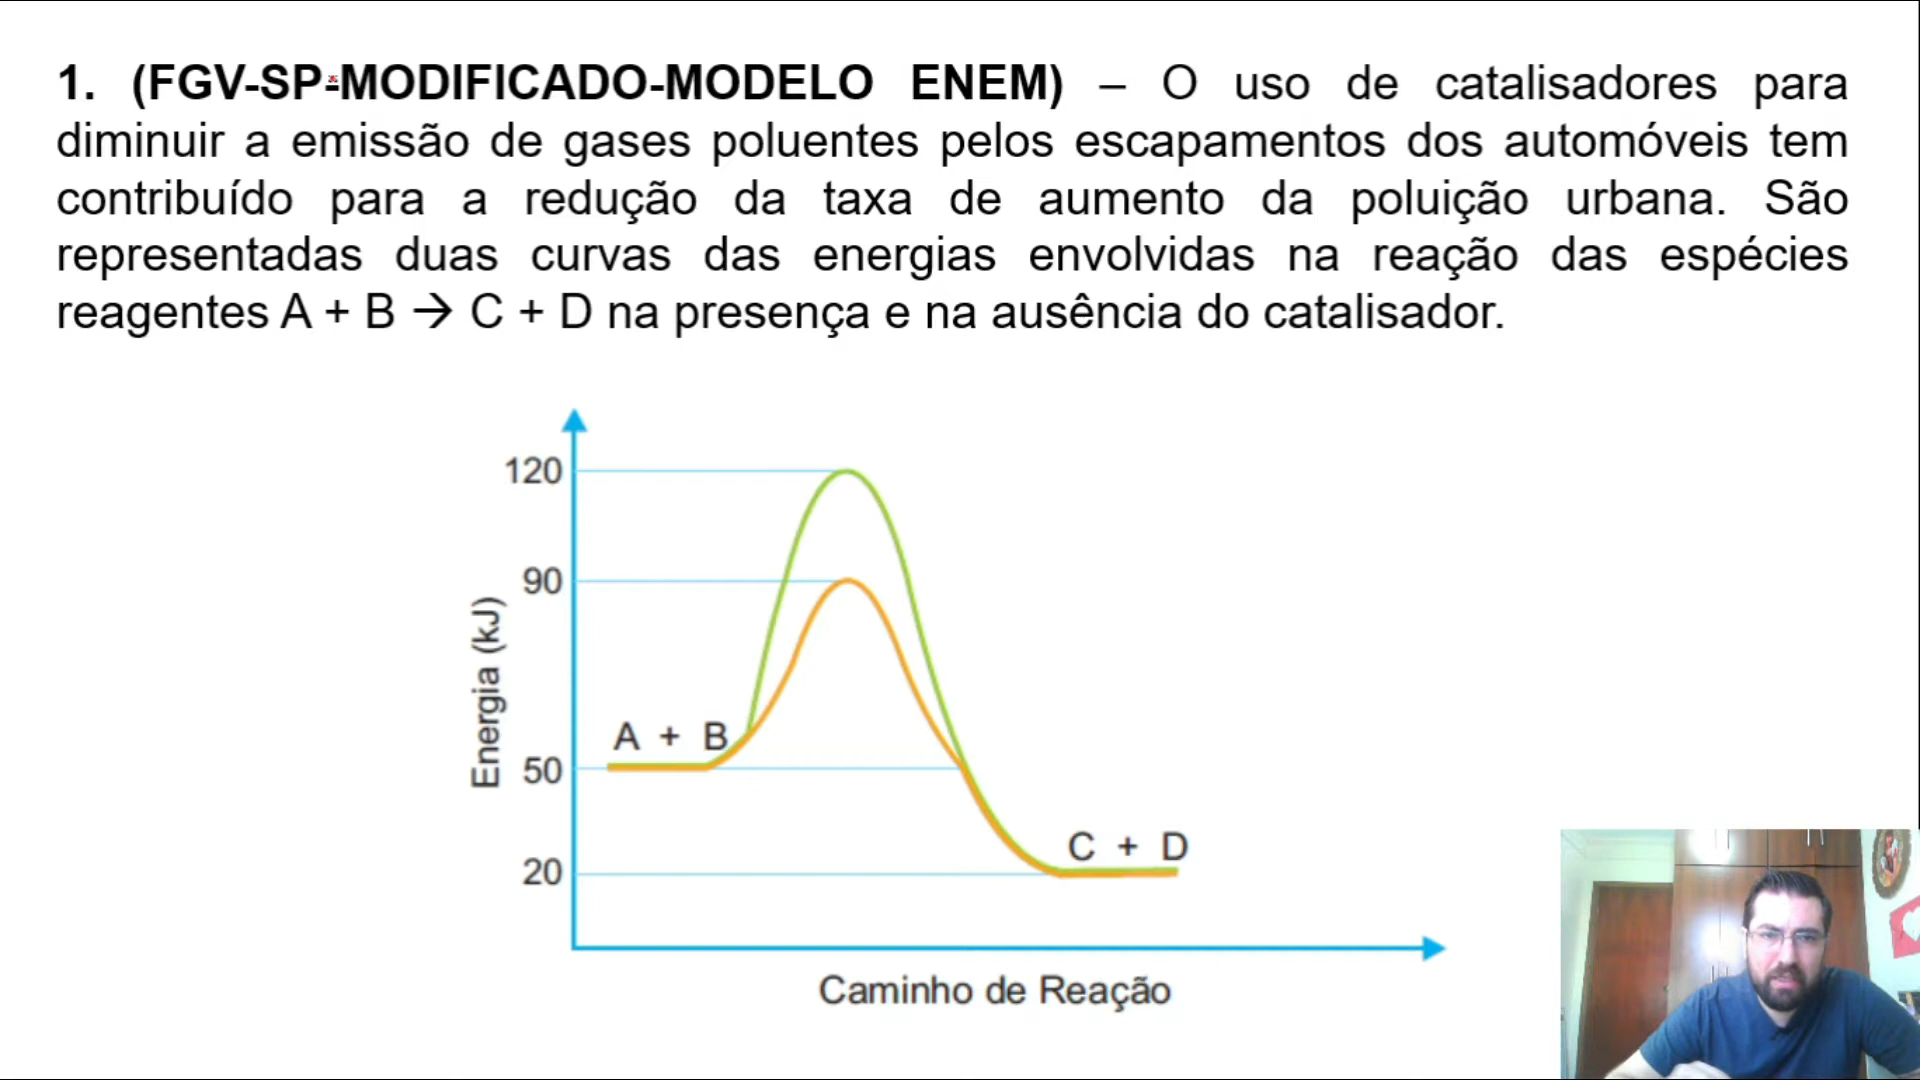 1. (FGV-SP-MODIFICADO-MODELO ENEM) – O uso de catalisadores para
diminuir a emissão de gases poluentes pelos escapamentos dos automóveis tem
contribuído para a redução da taxa de aumento da poluição urbana. São
representadas duas curvas das energias envolvidas na reação das espécies
reagentes A + B → C + D na presença e na ausência do catalisador.
120
90
Energia (kJ)
A + B
50
C + D
20
Caminho de Reação